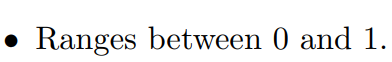 • Ranges between 0 and 1.